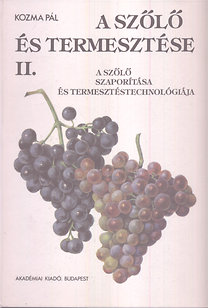 KOZMA PÁL
A SZŐLŐ
ÉS TERMESZTÉSE
II.
A SZŐLŐ
SZAPORÍTÁSA
ÉS TERMESZTÉSTECHNOLÓGIÁJA
AKADÉMIAI KIADÓ, BUDAPEST